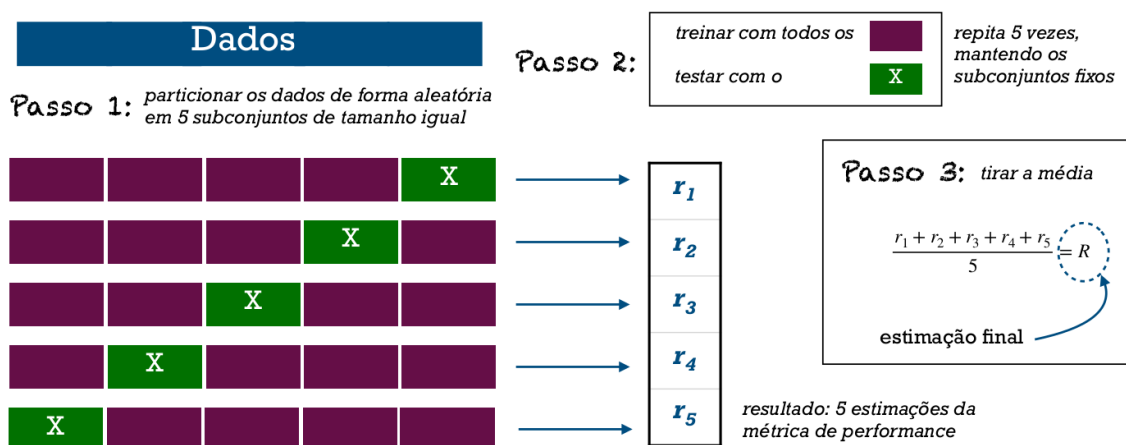 Dados
Passo 1: particionar os dados de forma aleatória
em 5 subconjuntos de tamanho igual
Passo 2:
treinar com todos os
testar com o X
repita 5 vezes,
mantendo os
subconjuntos fixos
X
X
X
X
X
r₁
r₂
r₃
r₄
r₅
resultado: 5 estimações da
métrica de performance
Passo 3: tirar a média
r₁ + r₂ + r₃ + r₄ + r₅
5
= R
estimação final